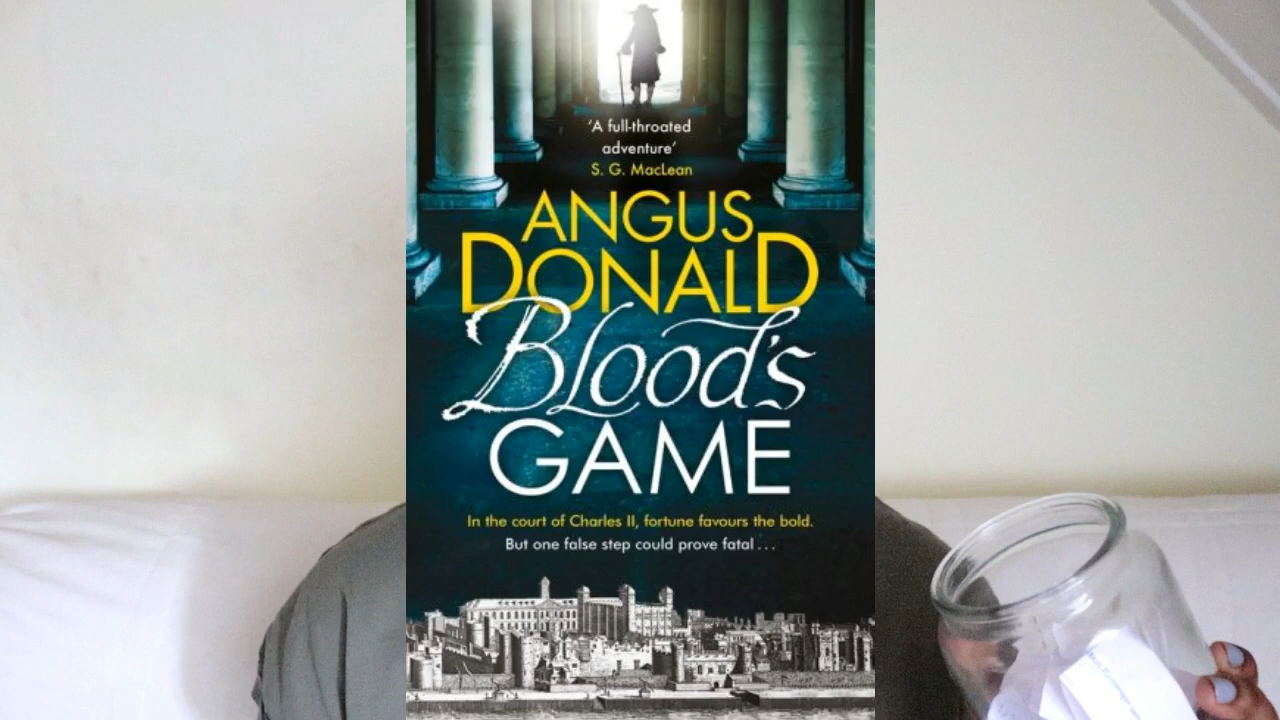 'A full-throated
adventure'
S. G. MacLean
ANGUS
DONALD
Blood's
GAME
In the court of Charles II, fortune favours the bold.
But one false step could prove fatal . . .